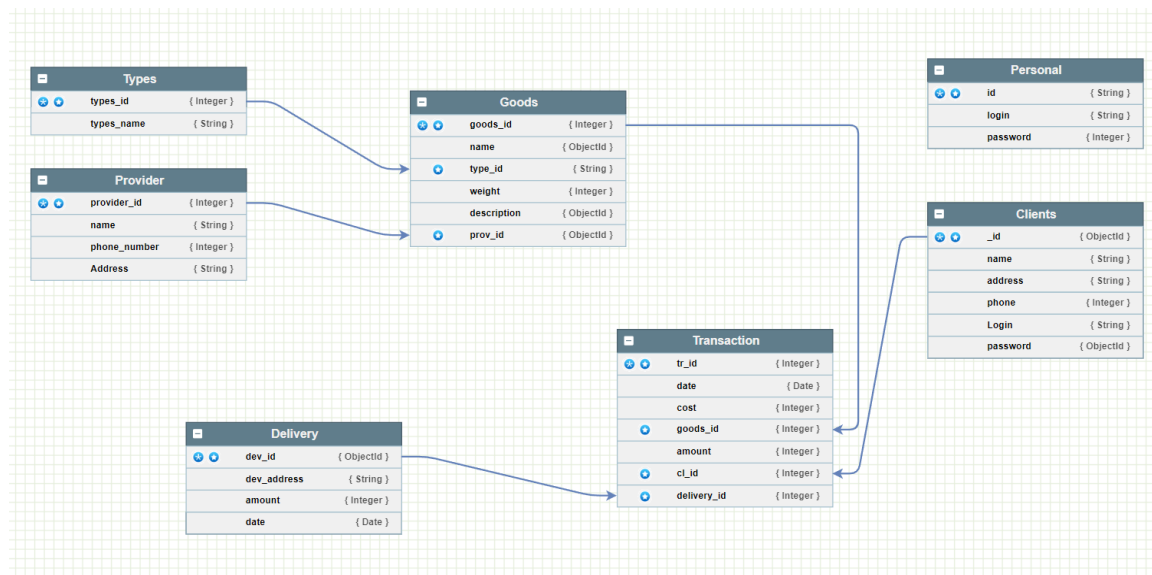 Types
types_id { Integer }
types_name { String }
Provider
provider_id { Integer }
name { String }
phone_number { Integer }
Address { String }
Goods
goods_id { Integer }
name { ObjectId }
type_id { String }
weight { Integer }
description { ObjectId }
prov_id { ObjectId }
Personal
id { String }
login { String }
password { Integer }
Clients
_id { ObjectId }
name { String }
address { String }
phone { Integer }
Login { String }
password { ObjectId }
Transaction
tr_id { Integer }
date { Date }
cost { Integer }
goods_id { Integer }
amount { Integer }
cl_id { Integer }
delivery_id { Integer }
Delivery
dev_id { ObjectId }
dev_address { String }
amount { Integer }
date { Date }